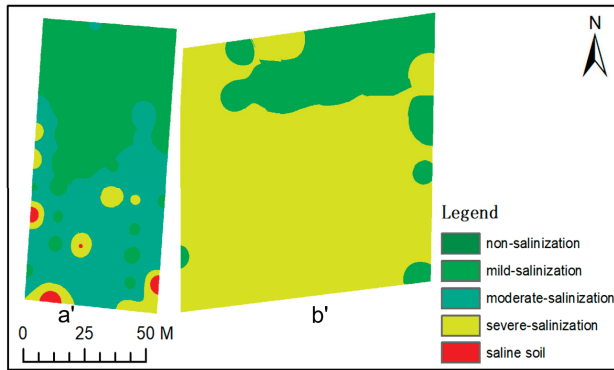 N
Legend
non-salinization
mild-salinization
moderate-salinization
severe-salinization
saline soil
a'
b'
0 25 50 M